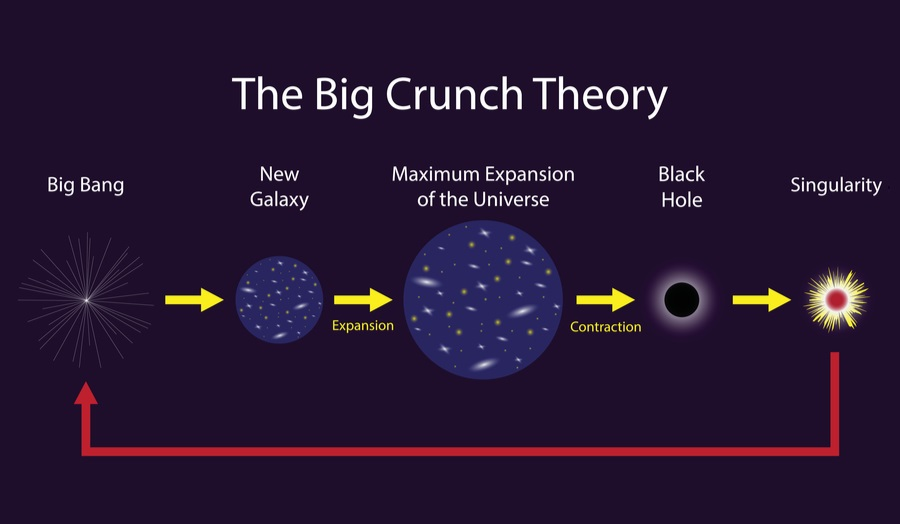 The Big Crunch Theory
Big Bang
New
Galaxy
Maximum Expansion
of the Universe
Black
Hole
Singularity
Expansion
Contraction